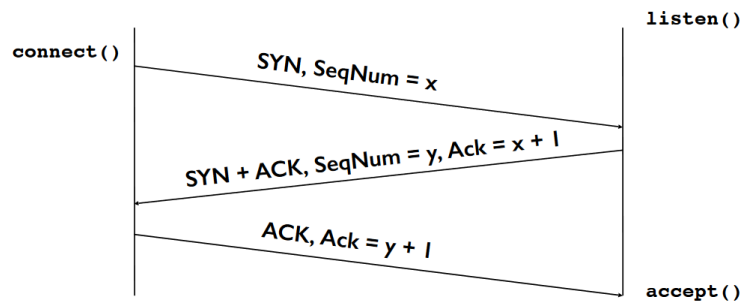 listen()
connect()
SYN, SeqNum = x
SYN + ACK, SeqNum = y, Ack = x + 1
ACK, Ack = y + 1
accept()